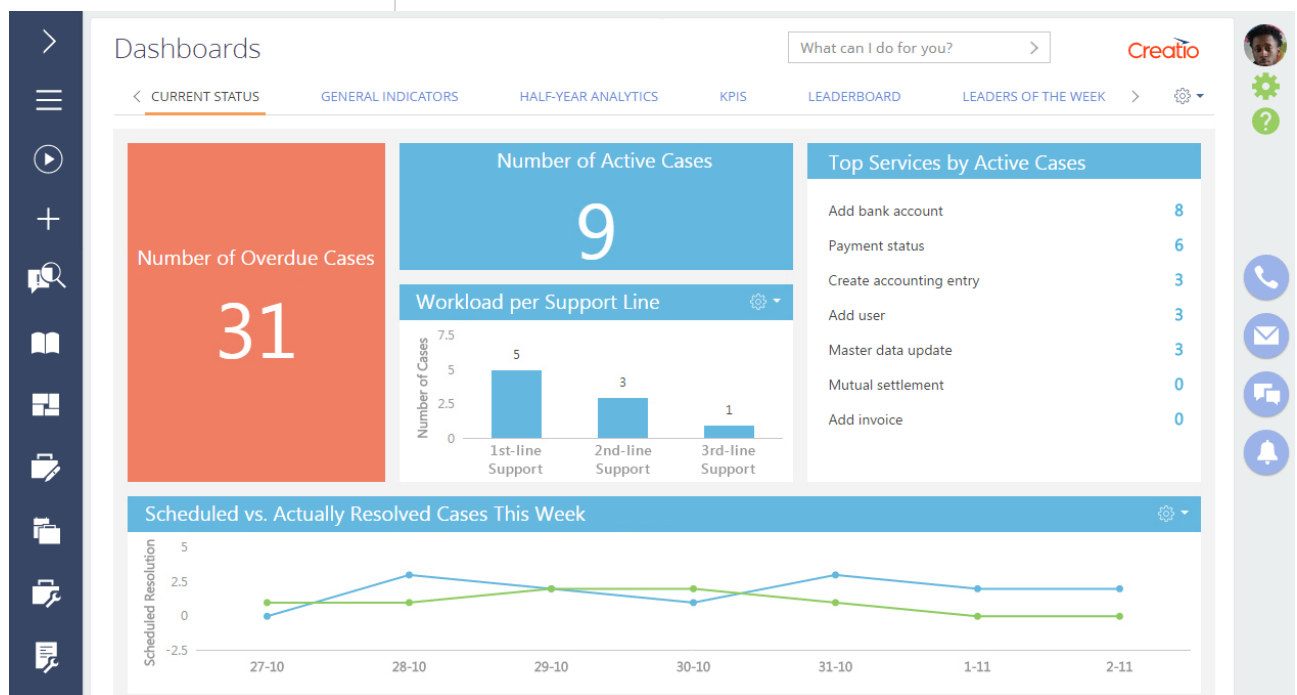 Dashboards
What can I do for you?
Creatio
CURRENT STATUS
GENERAL INDICATORS
HALF-YEAR ANALYTICS
KPIS
LEADERBOARD
LEADERS OF THE WEEK
Number of Overdue Cases
31
Number of Active Cases
9
Workload per Support Line
Number of Cases
7.5
5
2.5
0
5
3
1
1st-line
Support
2nd-line
Support
3rd-line
Support
Top Services by Active Cases
Add bank account 8
Payment status 6
Create accounting entry 3
Add user 3
Master data update 3
Mutual settlement 0
Add invoice 0
Scheduled vs. Actually Resolved Cases This Week
Scheduled Resolution
5
2.5
0
-2.5
27-10 28-10 29-10 30-10 31-10 1-11 2-11